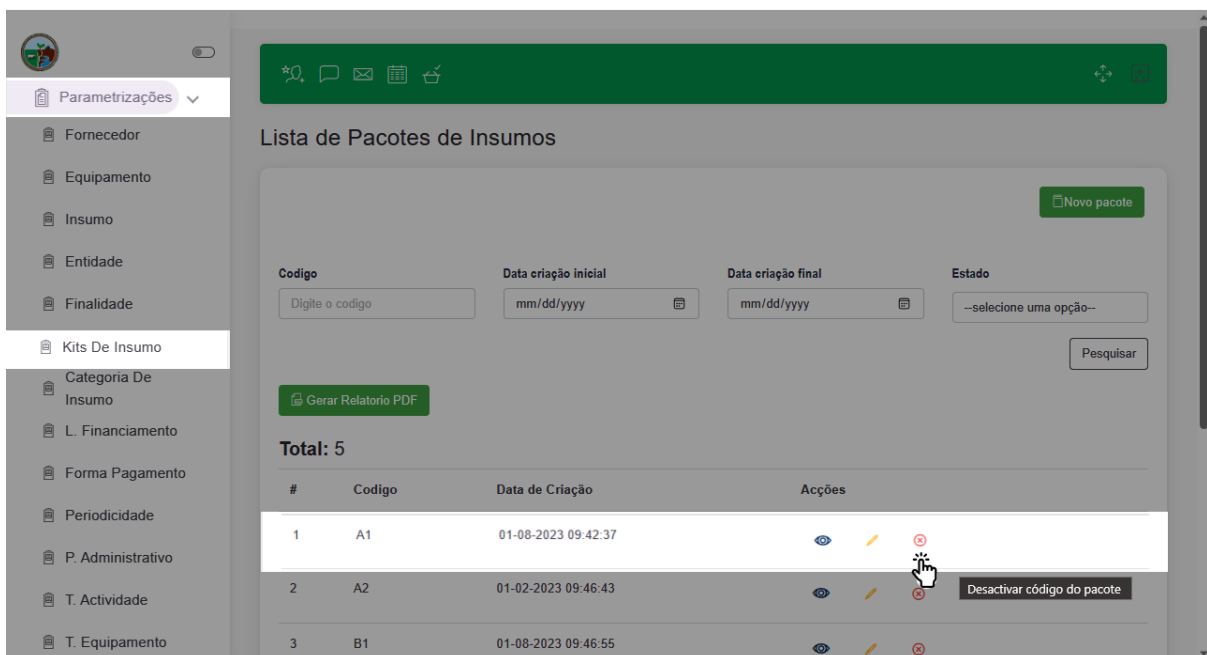 Parametrizações
Fornecedor
Equipamento
Insumo
Entidade
Finalidade
Kits De Insumo
Categoria De
Insumo
L. Financiamento
Forma Pagamento
Periodicidade
P. Administrativo
T. Actividade
T. Equipamento
Lista de Pacotes de Insumos
Novo pacote
Codigo Data criação inicial Data criação final Estado
Digite o codigo mm/dd/yyyy mm/dd/yyyy --selecione uma opção--
Pesquisar
Gerar Relatorio PDF
Total: 5
# Codigo Data de Criação Acções
1 A1 01-08-2023 09:42:37
2 A2 01-02-2023 09:46:43
Desactivar código do pacote
3 B1 01-08-2023 09:46:55